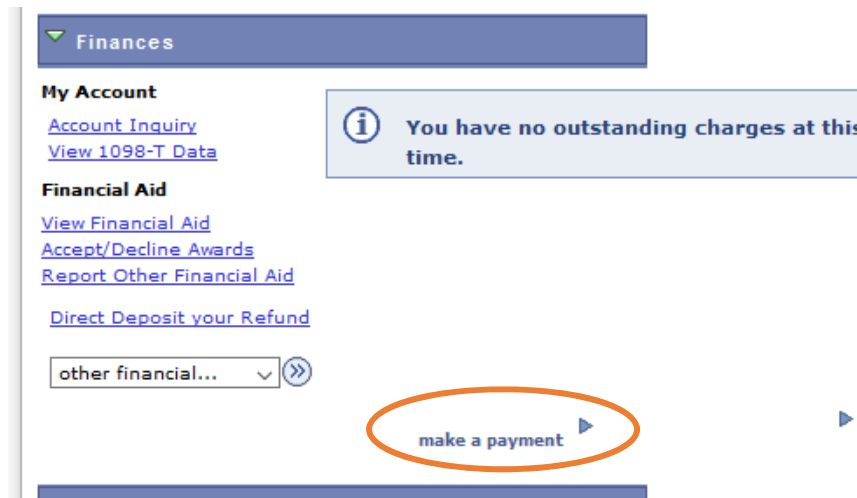 Finances
My Account
Account Inquiry
View 1098-T Data
You have no outstanding charges at this
time.
Financial Aid
View Financial Aid
Accept/Decline Awards
Report Other Financial Aid
Direct Deposit your Refund
other financial...
make a payment